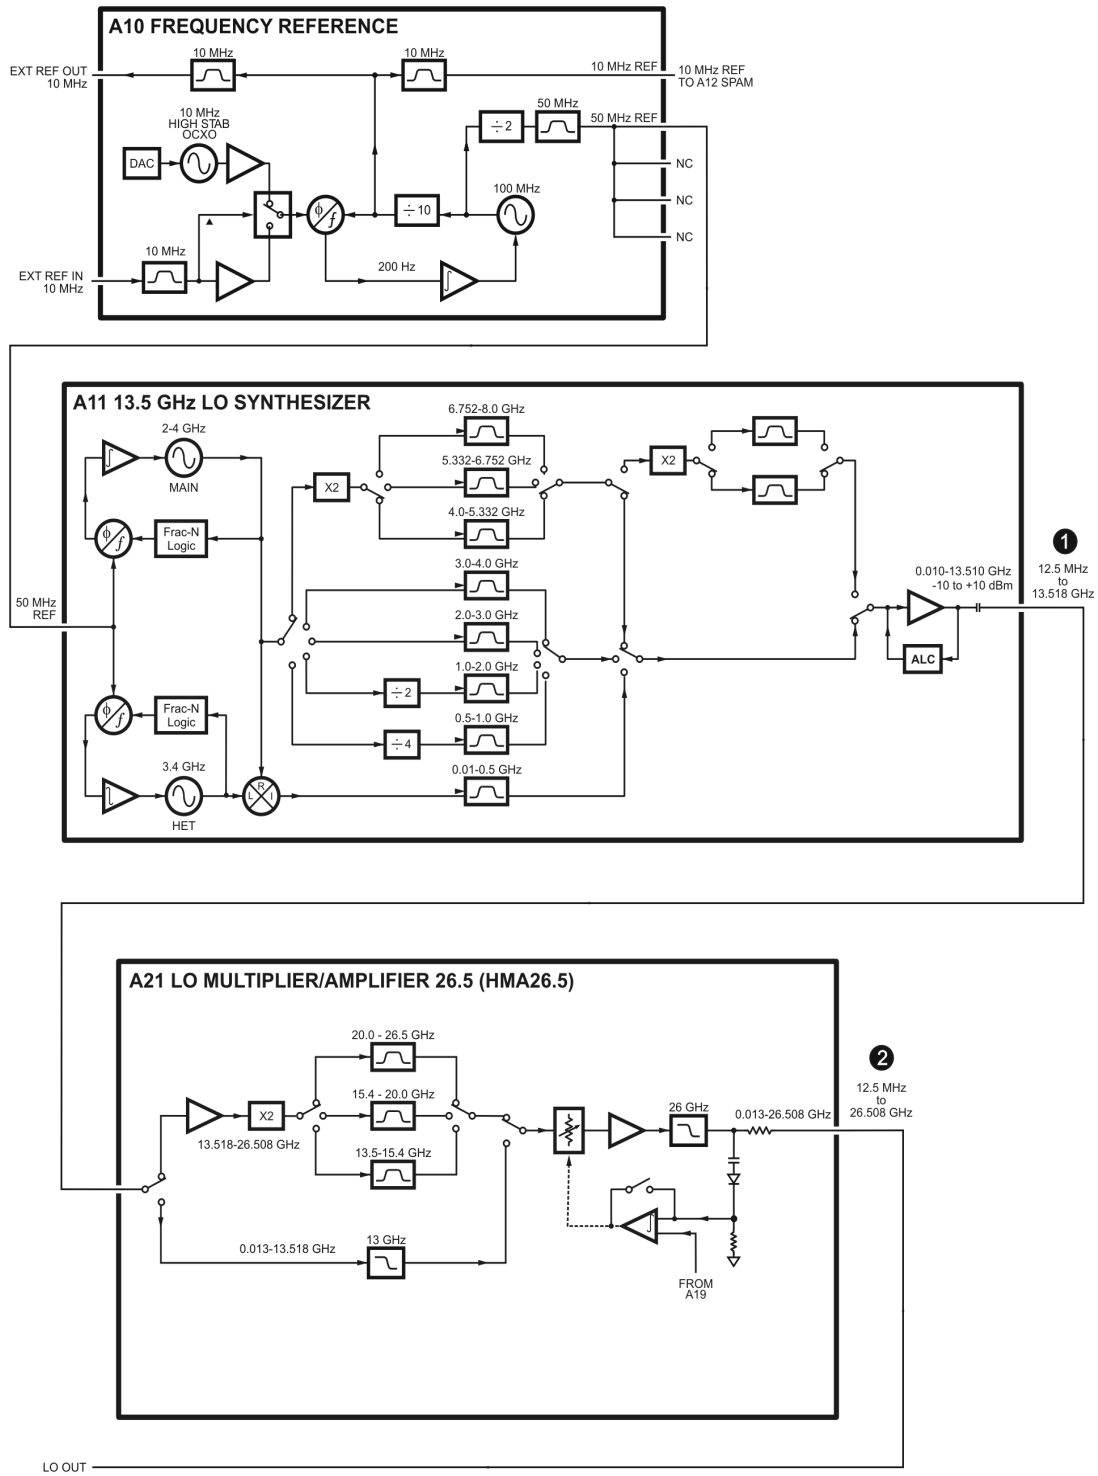 A10 FREQUENCY REFERENCE
10 MHz
10 MHz
EXT REF OUT
10 MHz
10 MHz REF
10 MHz REF
TO A12 SPAM
50 MHz
50 MHz REF
÷2
10 MHz
HIGH STAB
OCXO
DAC
NC
NC
NC
100 MHz
ϕ
f
÷10
10 MHz
200 Hz
EXT REF IN
10 MHz
∫
A11 13.5 GHz LO SYNTHESIZER
2-4 GHz
∫
MAIN
6.752-8.0 GHz
5.332-6.752 GHz
X2
X2
4.0-5.332 GHz
ϕ
f
Frac-N
Logic
3.0-4.0 GHz
50 MHz
REF
2.0-3.0 GHz
1.0-2.0 GHz
÷2
0.5-1.0 GHz
÷4
0.01-0.5 GHz
0.010-13.510 GHz
-10 to +10 dBm
ALC
1
12.5 MHz
to
13.518 GHz
ϕ
f
Frac-N
Logic
3.4 GHz
∫
HET
R
L
I
A21 LO MULTIPLIER/AMPLIFIER 26.5 (HMA26.5)
20.0 - 26.5 GHz
15.4 - 20.0 GHz
X2
13.518-26.508 GHz
13.5-15.4 GHz
26 GHz
0.013-26.508 GHz
2
12.5 MHz
to
26.508 GHz
0.013-13.518 GHz
13 GHz
∫
FROM
A19
LO OUT